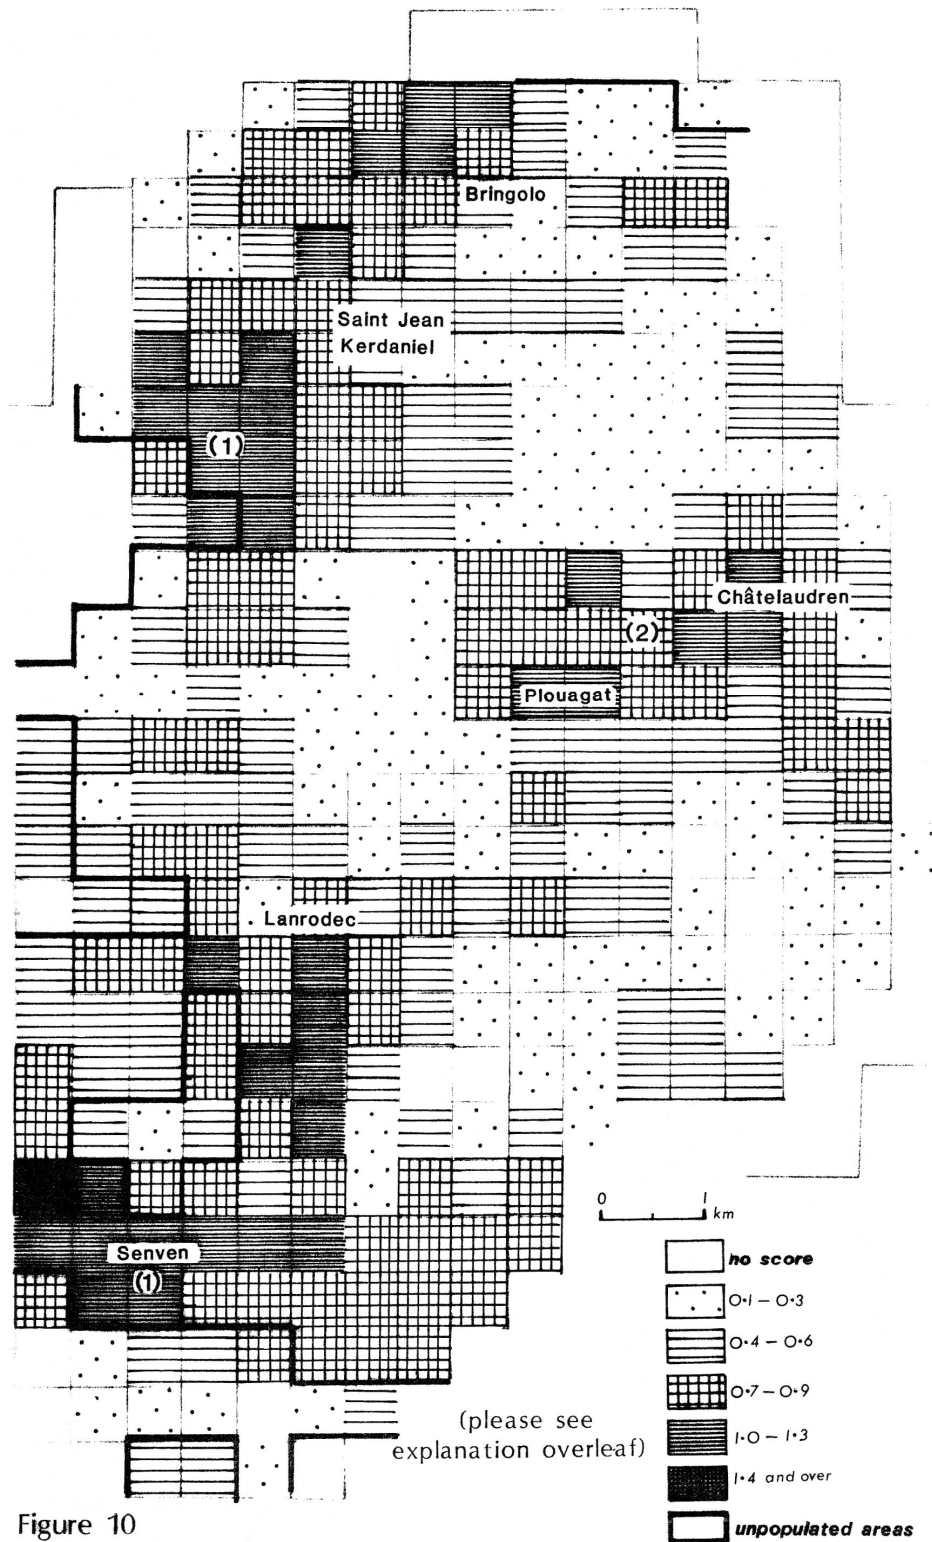 Bringolo
Saint Jean
Kerdaniel
(1)
Châtelaudren
(2)
Plouagat
Lanrodec
Senven
(1)
0 1
km
no score
0·1 – 0·3
0·4 – 0·6
0·7 – 0·9
1·0 – 1·3
1·4 and over
unpopulated areas
(please see
explanation overleaf)
Figure 10